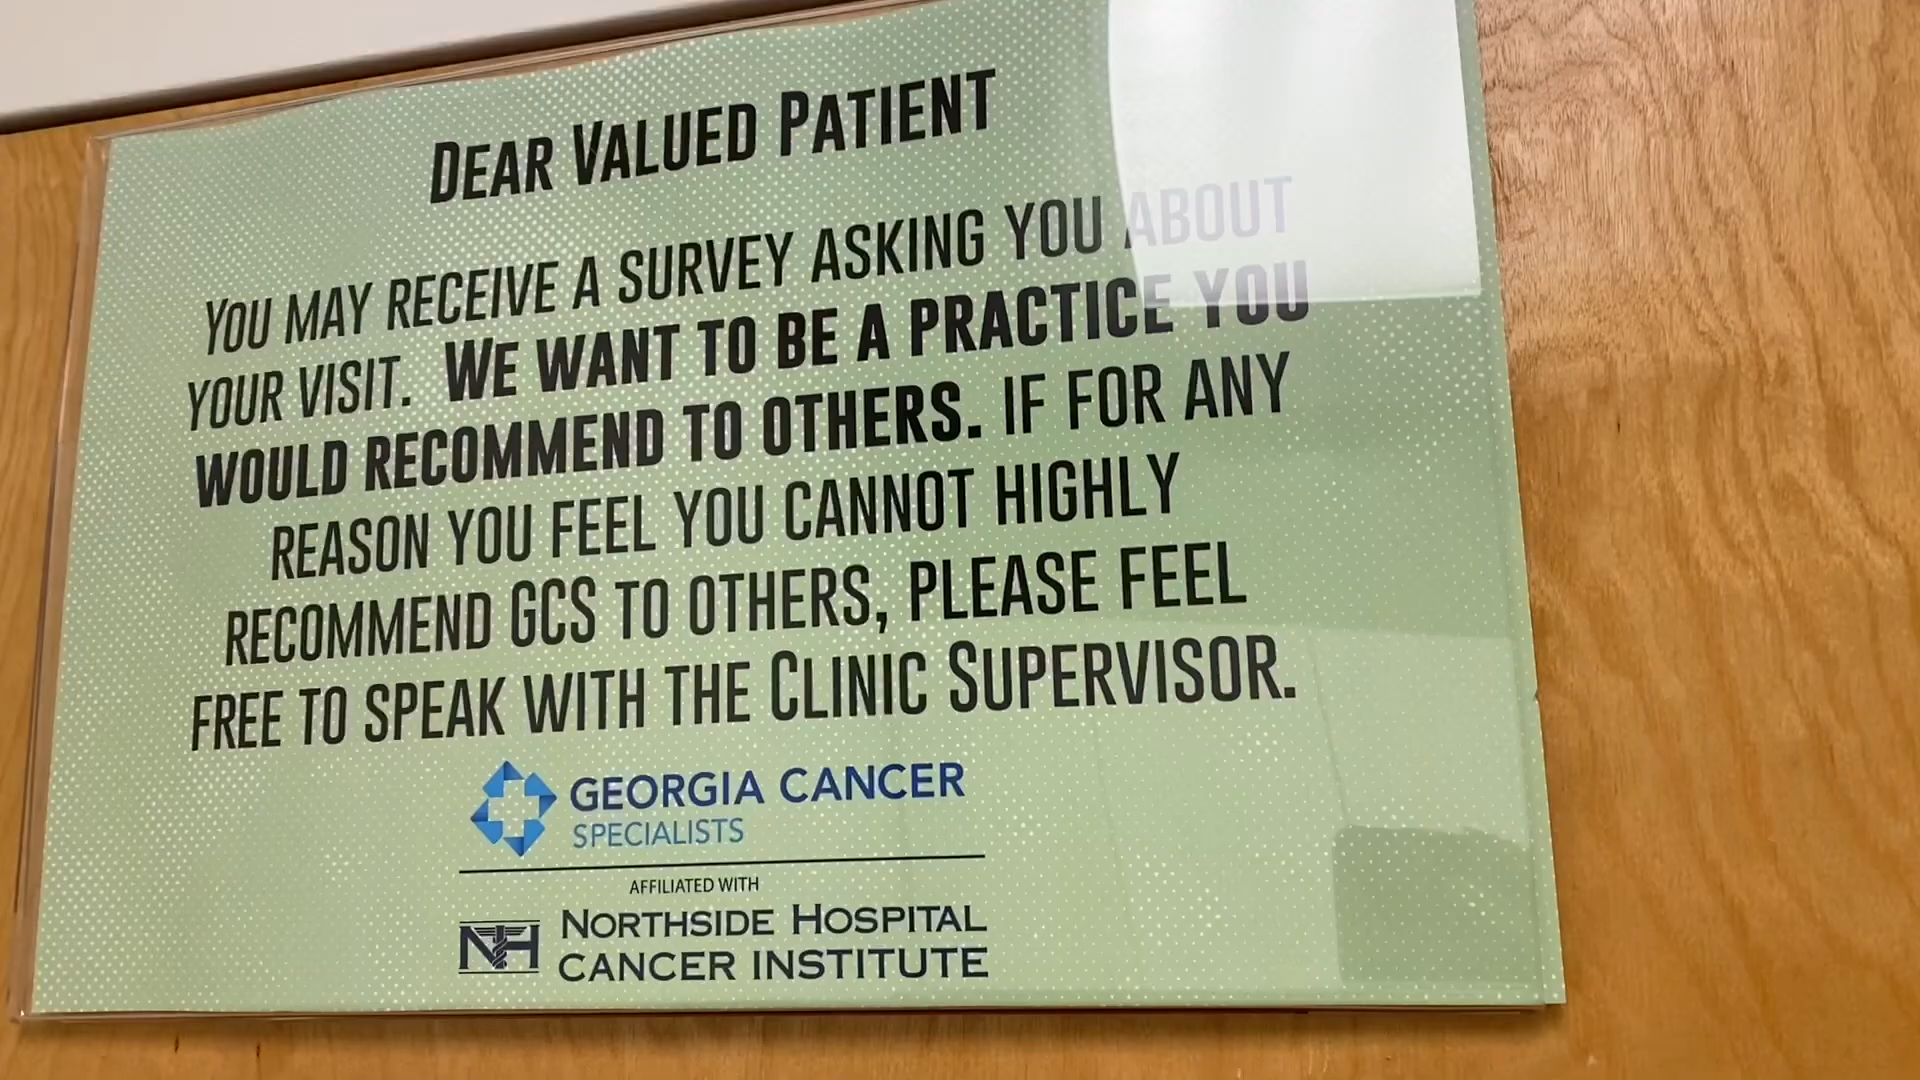 DEAR VALUED PATIENT
YOU MAY RECEIVE A SURVEY ASKING YOU ABOUT
YOUR VISIT. WE WANT TO BE A PRACTICE YOU
WOULD RECOMMEND TO OTHERS. IF FOR ANY
REASON YOU FEEL YOU CANNOT HIGHLY
RECOMMEND GCS TO OTHERS, PLEASE FEEL
FREE TO SPEAK WITH THE CLINIC SUPERVISOR.
GEORGIA CANCER
SPECIALISTS
AFFILIATED WITH
NH NORTHSIDE HOSPITAL
CANCER INSTITUTE